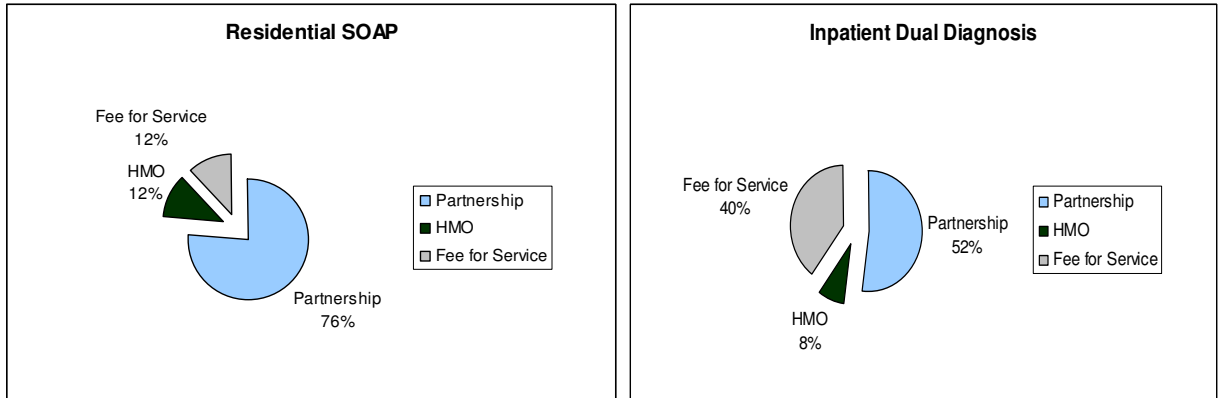 Residential SOAP
Fee for Service
12%
HMO
12%
Partnership
76%
Partnership
HMO
Fee for Service
Inpatient Dual Diagnosis
Fee for Service
40%
Partnership
52%
HMO
8%
Partnership
HMO
Fee for Service